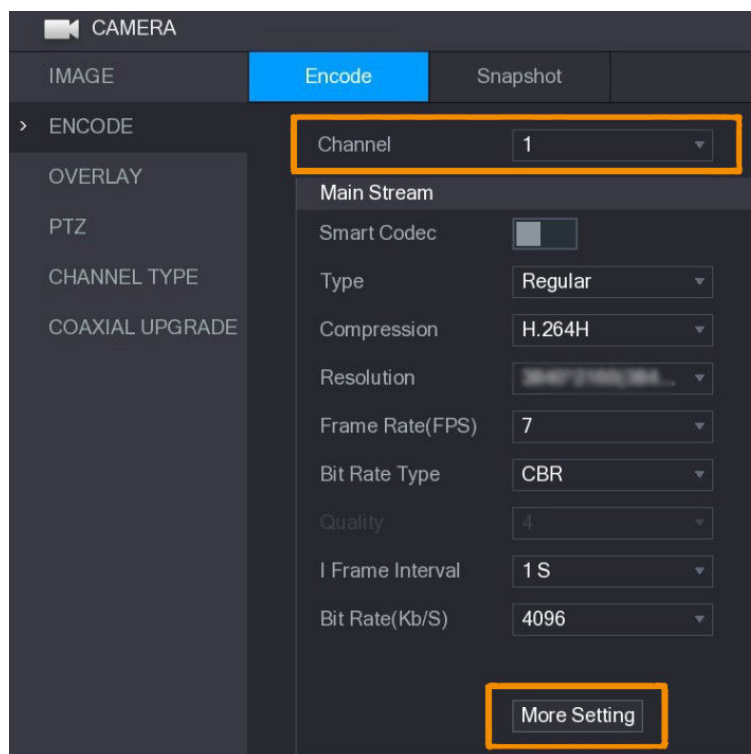 CAMERA
IMAGE
Encode Snapshot
> ENCODE
Channel 1
OVERLAY
Main Stream
PTZ
Smart Codec
CHANNEL TYPE
Type Regular
COAXIAL UPGRADE
Compression H.264H
Resolution
Frame Rate(FPS) 7
Bit Rate Type CBR
Quality 4
I Frame Interval 1 S
Bit Rate(Kb/S) 4096
More Setting